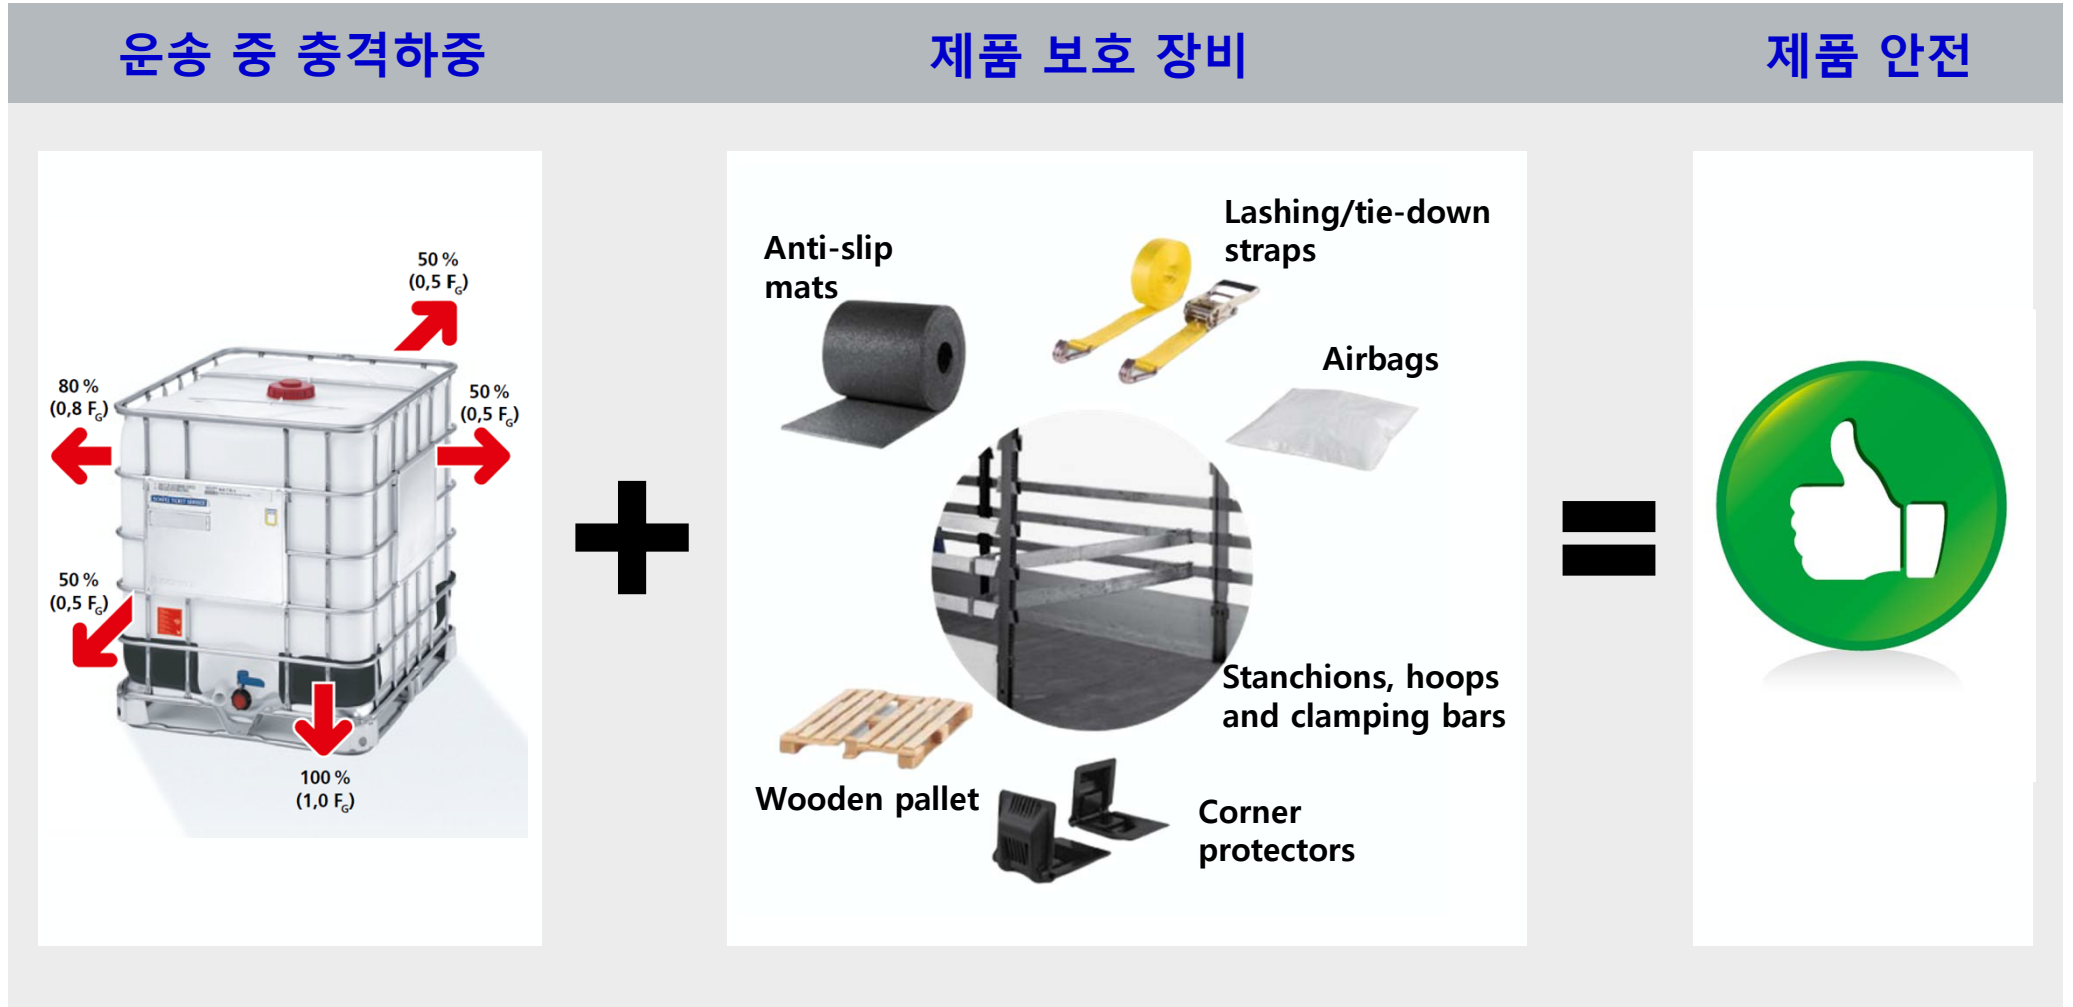 운송 중 충격하중
제품 보호 장비
제품 안전
50 %
(0,5 FG)
80 %
(0,8 FG)
50 %
(0,5 FG)
50 %
(0,5 FG)
100 %
(1,0 FG)
Anti-slip
mats
Lashing/tie-down
straps
Airbags
Stanchions, hoops
and clamping bars
Wooden pallet
Corner
protectors